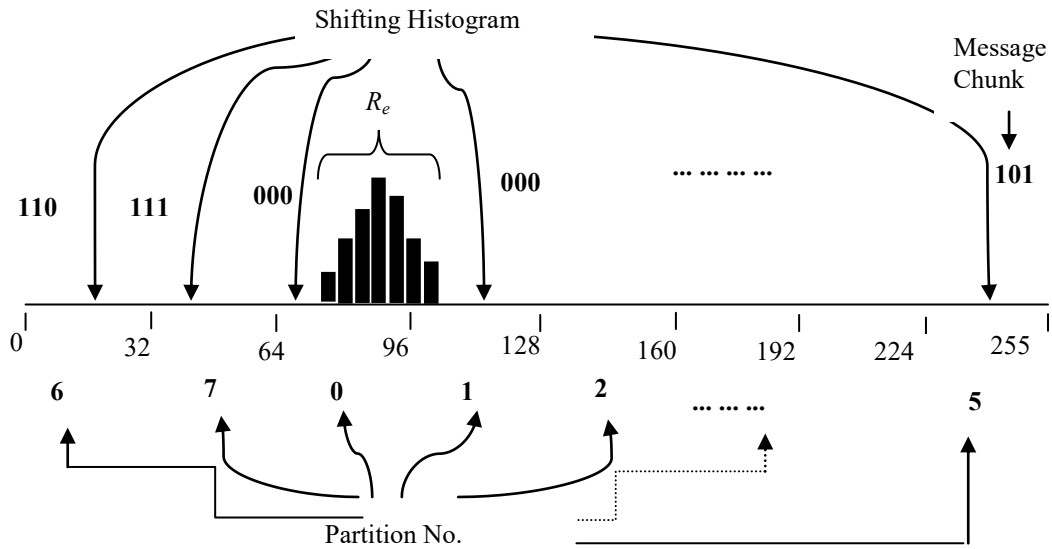 Shifting Histogram
Message
Chunk
Re
110
111
000
000
... ... ... ...
101
0
32
64
96
128
160
192
224
255
6
7
0
1
2
... ... ...
5
Partition No.